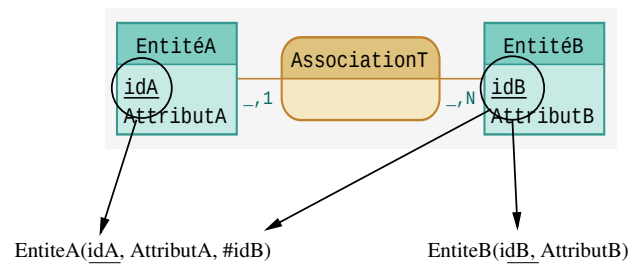 EntitéA
idA
AttributA
_,1
AssociationT
_,N
EntitéB
idB
AttributB
EntiteA(idA, AttributA, #idB)
EntiteB(idB, AttributB)